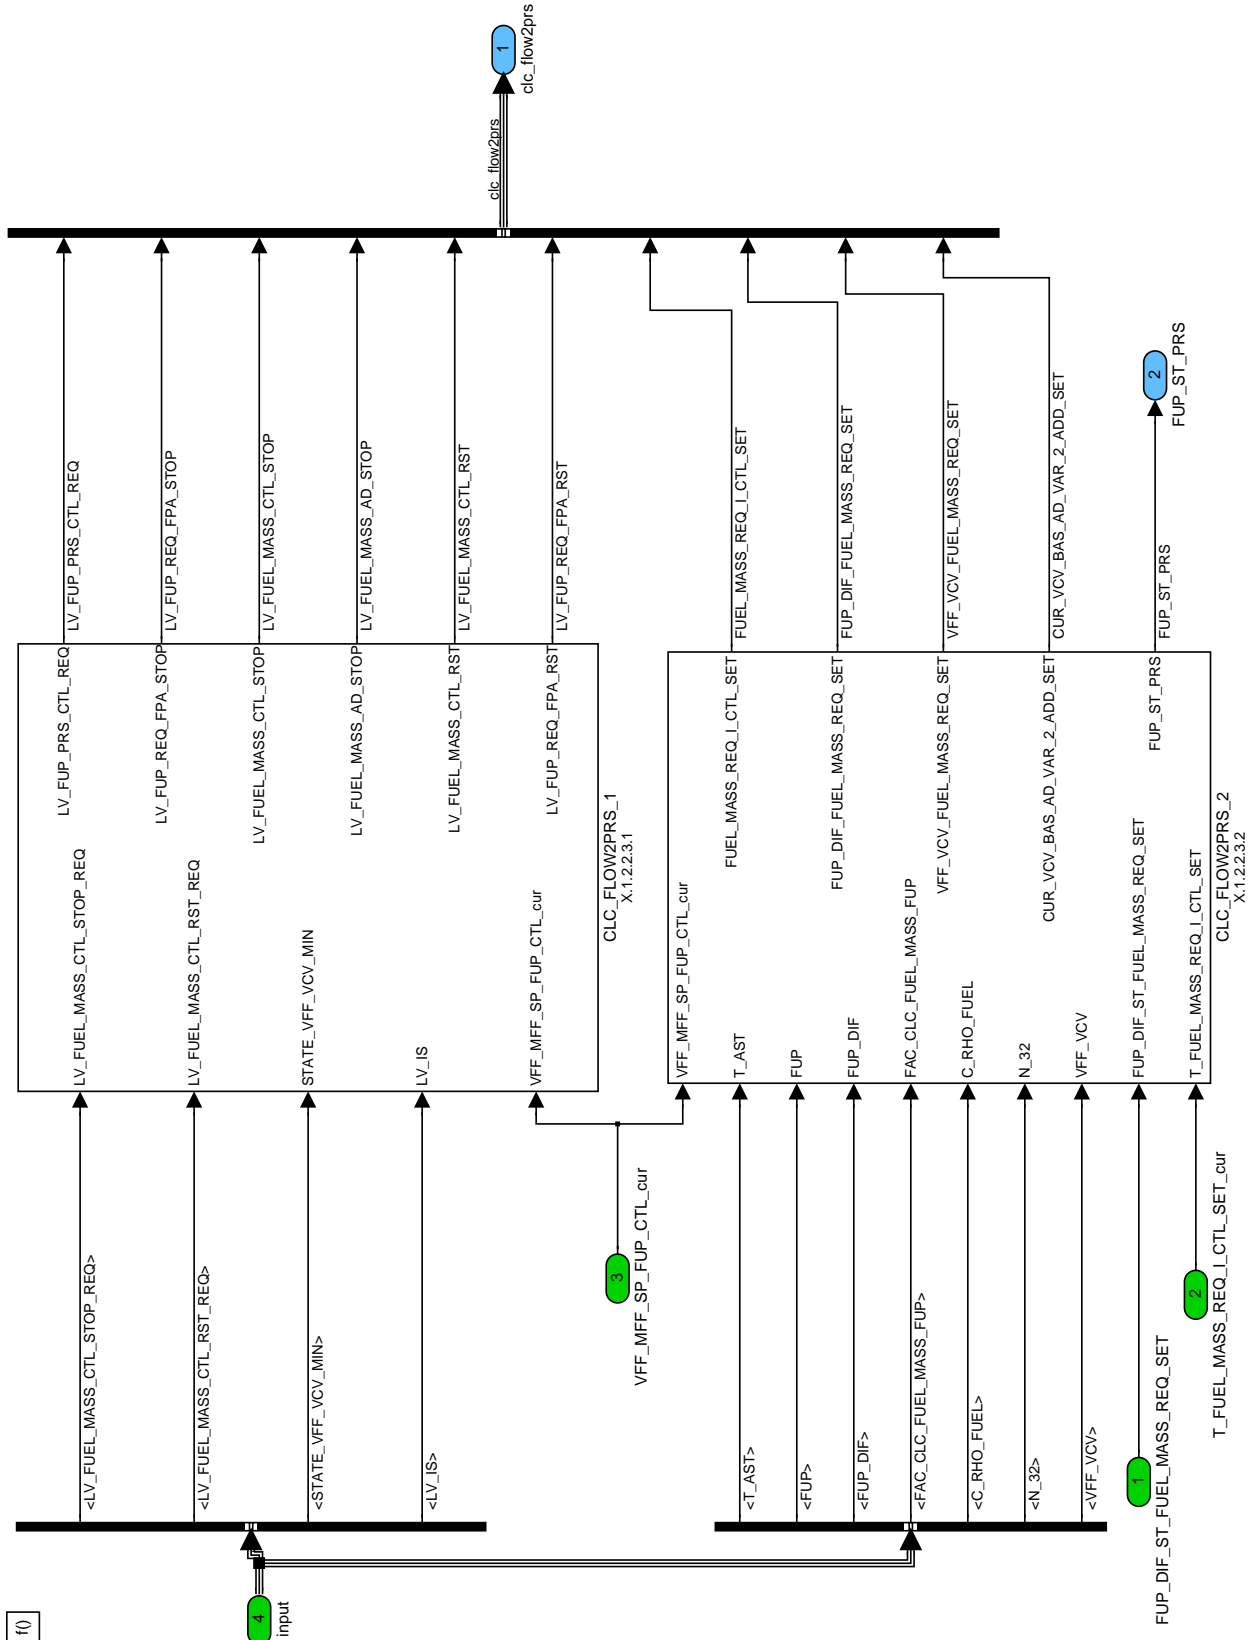 f()
4
input
<LV_FUEL_MASS_CTL_STOP_REQ>
<LV_FUEL_MASS_CTL_RST_REQ>
<STATE_VFF_VCV_MIN>
<LV_IS>
3
VFF_MFF_SP_FUP_CTL_cur
LV_FUEL_MASS_CTL_STOP_REQ
LV_FUEL_MASS_CTL_RST_REQ
STATE_VFF_VCV_MIN
LV_IS
VFF_MFF_SP_FUP_CTL_cur
LV_FUP_PRS_CTL_REQ
LV_FUP_REQ_FPA_STOP
LV_FUEL_MASS_CTL_STOP
LV_FUEL_MASS_AD_STOP
LV_FUEL_MASS_CTL_RST
LV_FUP_REQ_FPA_RST
CLC_FLOW2PRS_1
X.1.2.2.3.1
LV_FUP_PRS_CTL_REQ
LV_FUP_REQ_FPA_STOP
LV_FUEL_MASS_CTL_STOP
LV_FUEL_MASS_AD_STOP
LV_FUEL_MASS_CTL_RST
LV_FUP_REQ_FPA_RST
clc_flow2prs
1
clc_flow2prs
<T_AST>
<FUP>
<FUP_DIF>
<FAC_CLC_FUEL_MASS_FUP>
<C_RHO_FUEL>
<N_32>
<VFF_VCV>
1
FUP_DIF_ST_FUEL_MASS_REQ_SET
2
T_FUEL_MASS_REQ_I_CTL_SET_cur
VFF_MFF_SP_FUP_CTL_cur
T_AST
FUP
FUP_DIF
FAC_CLC_FUEL_MASS_FUP
C_RHO_FUEL
N_32
VFF_VCV
FUP_DIF_ST_FUEL_MASS_REQ_SET
T_FUEL_MASS_REQ_I_CTL_SET
FUEL_MASS_REQ_I_CTL_SET
FUP_DIF_FUEL_MASS_REQ_SET
VFF_VCV_FUEL_MASS_REQ_SET
CUR_VCV_BAS_AD_VAR_2_ADD_SET
FUP_ST_PRS
CLC_FLOW2PRS_2
X.1.2.2.3.2
FUEL_MASS_REQ_I_CTL_SET
FUP_DIF_FUEL_MASS_REQ_SET
VFF_VCV_FUEL_MASS_REQ_SET
CUR_VCV_BAS_AD_VAR_2_ADD_SET
FUP_ST_PRS
2
FUP_ST_PRS